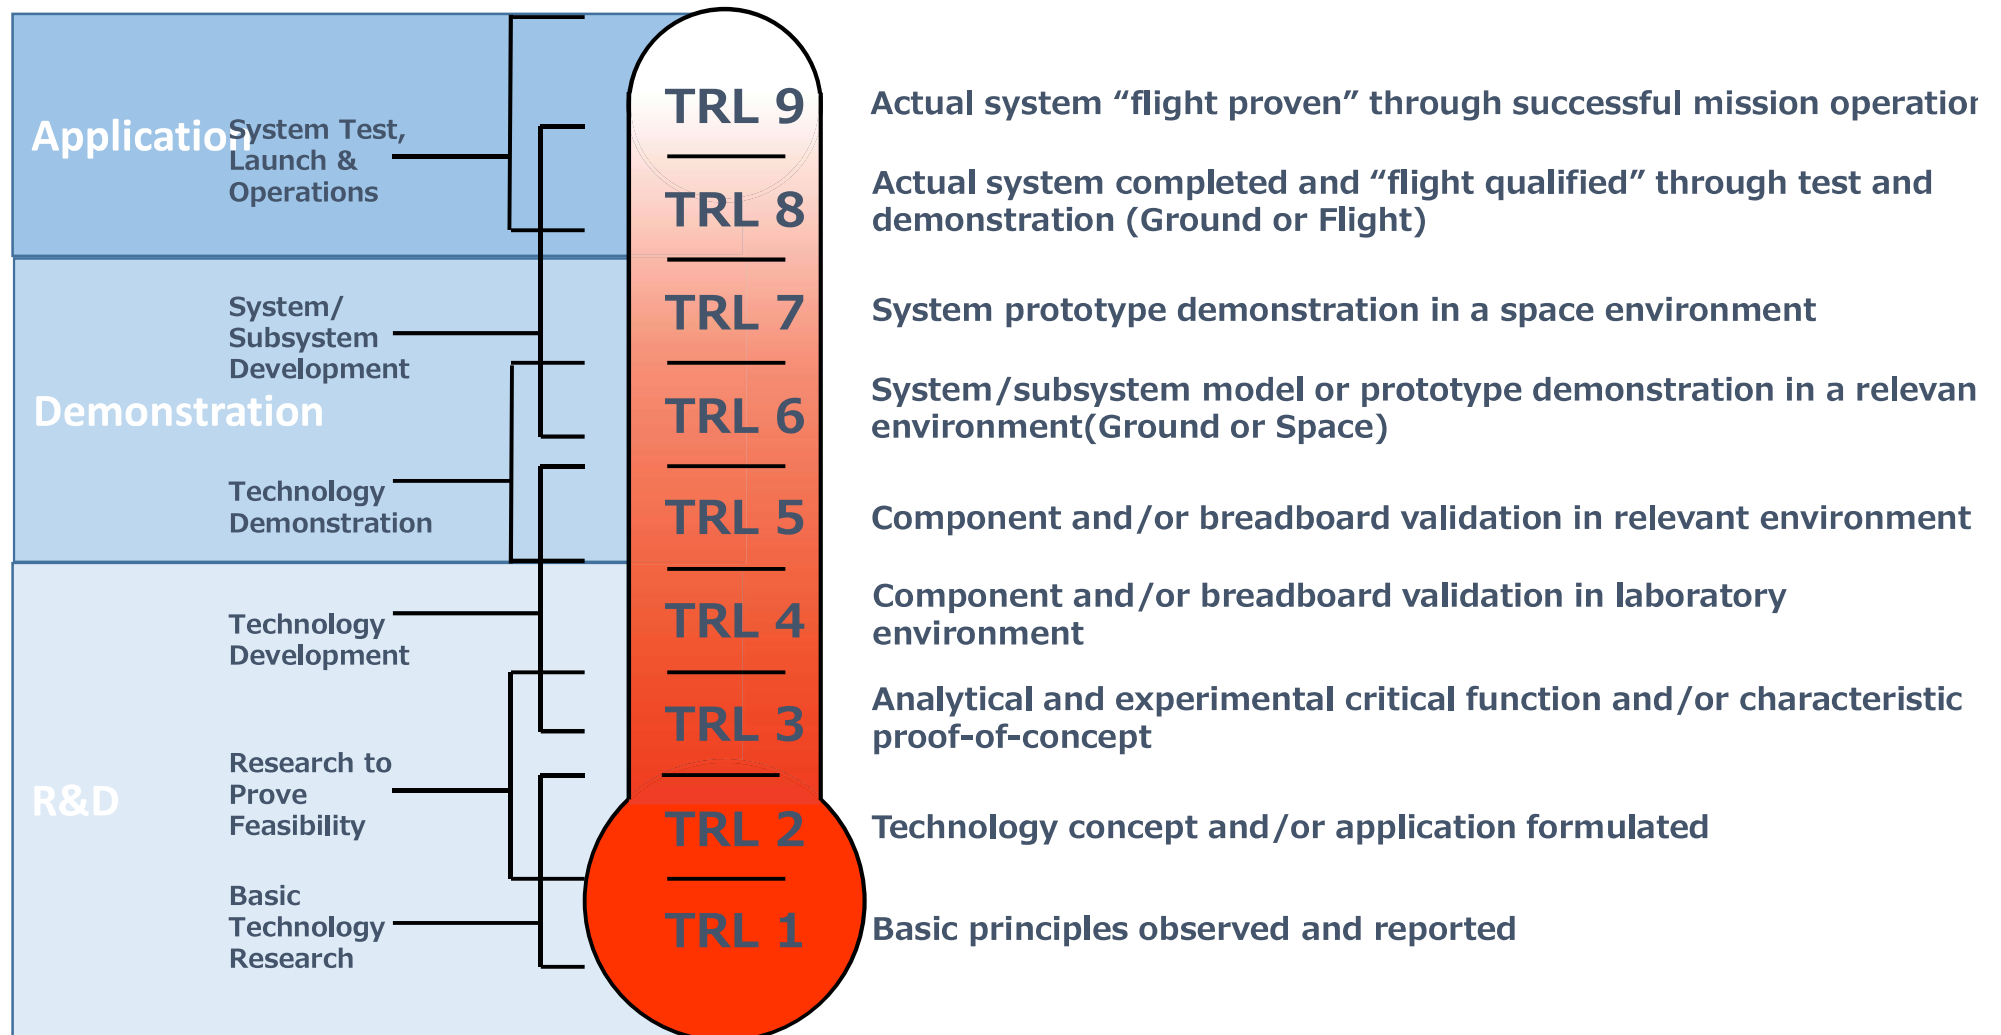 Application
System Test,
Launch &
Operations
System/
Subsystem
Development
Demonstration
Technology
Demonstration
Technology
Development
R&D
Research to
Prove
Feasibility
Basic
Technology
Research
TRL 9
TRL 8
TRL 7
TRL 6
TRL 5
TRL 4
TRL 3
TRL 2
TRL 1
Actual system “flight proven” through successful mission operation
Actual system completed and “flight qualified” through test and
demonstration (Ground or Flight)
System prototype demonstration in a space environment
System/subsystem model or prototype demonstration in a relevan
environment(Ground or Space)
Component and/or breadboard validation in relevant environment
Component and/or breadboard validation in laboratory
environment
Analytical and experimental critical function and/or characteristic
proof-of-concept
Technology concept and/or application formulated
Basic principles observed and reported